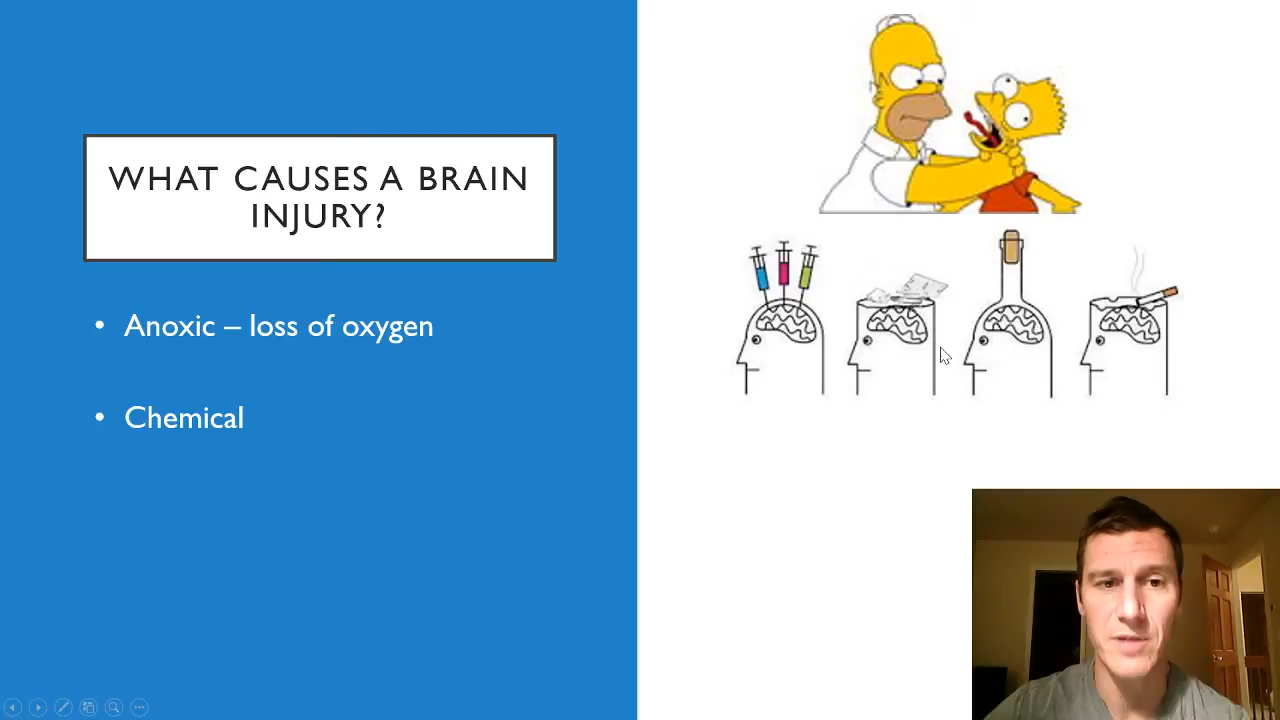 WHAT CAUSES A BRAIN
INJURY?
• Anoxic – loss of oxygen
• Chemical